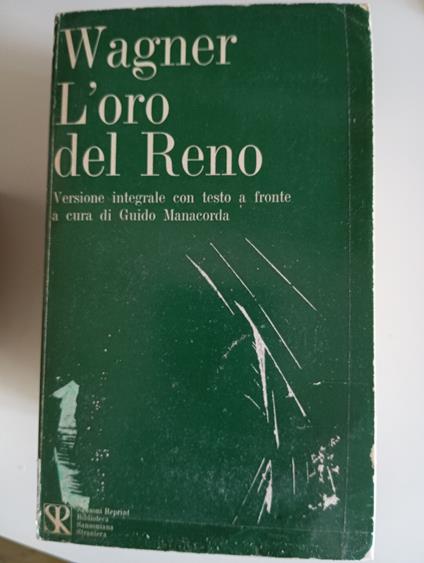 Wagner
L'oro
del Reno
Versione integrale con testo a fronte
a cura di Guido Manacorda
SR
Sansoni Reprint
Biblioteca
Sansoniana
Straniera